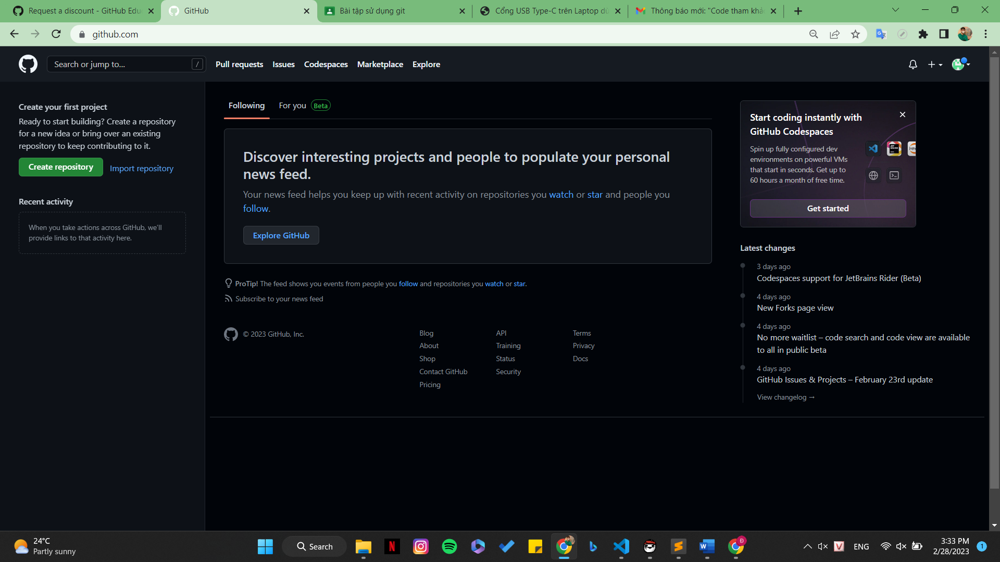 Request a discount - GitHub Edu
GitHub
Bài tập sử dụng git
Cổng USB Type-C trên Laptop dù
Thông báo mới: "Code tham khả
github.com
Search or jump to...
/
Pull requests
Issues
Codespaces
Marketplace
Explore
Create your first project
Ready to start building? Create a repository
for a new idea or bring over an existing
repository to keep contributing to it.
Create repository
Import repository
Recent activity
When you take actions across GitHub, we'll
provide links to that activity here.
Following
For you
Beta
Discover interesting projects and people to populate your personal
news feed.
Your news feed helps you keep up with recent activity on repositories you watch or star and people you
follow.
Explore GitHub
ProTip! The feed shows you events from people you follow and repositories you watch or star.
Subscribe to your news feed
© 2023 GitHub, Inc.
Blog
About
Shop
Contact GitHub
Pricing
API
Training
Status
Security
Terms
Privacy
Docs
Start coding instantly with
GitHub Codespaces
Spin up fully configured dev
environments on powerful VMs
that start in seconds. Get up to
60 hours a month of free time.
JET
BRAINS
jupy
Get started
Latest changes
3 days ago
Codespaces support for JetBrains Rider (Beta)
4 days ago
New Forks page view
4 days ago
No more waitlist – code search and code view are available
to all in public beta
4 days ago
GitHub Issues & Projects – February 23rd update
View changelog →
24°C
Partly sunny
Search
Đ
ENG
3:33 PM
2/28/2023
1